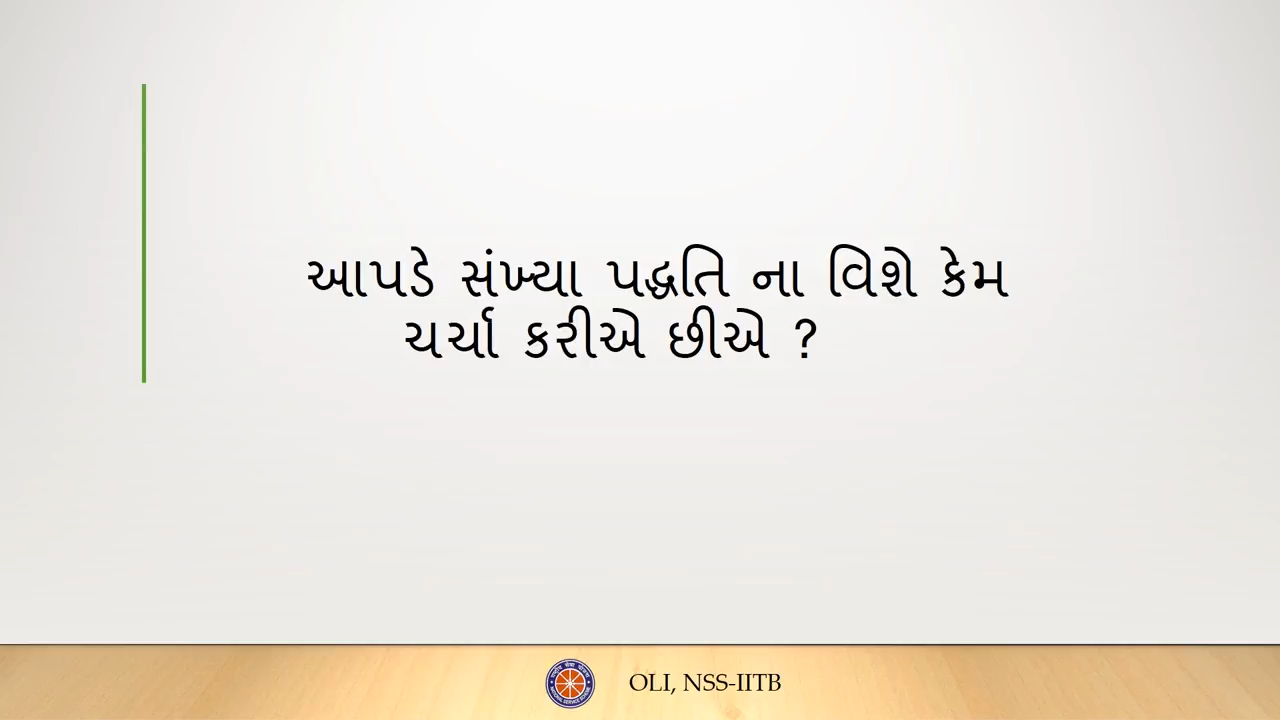 આપડે સંખ્યા પદ્ધતિ ના વિશે કેમ
ચર્ચા કરીએ છીએ ?
OLI, NSS-IITB